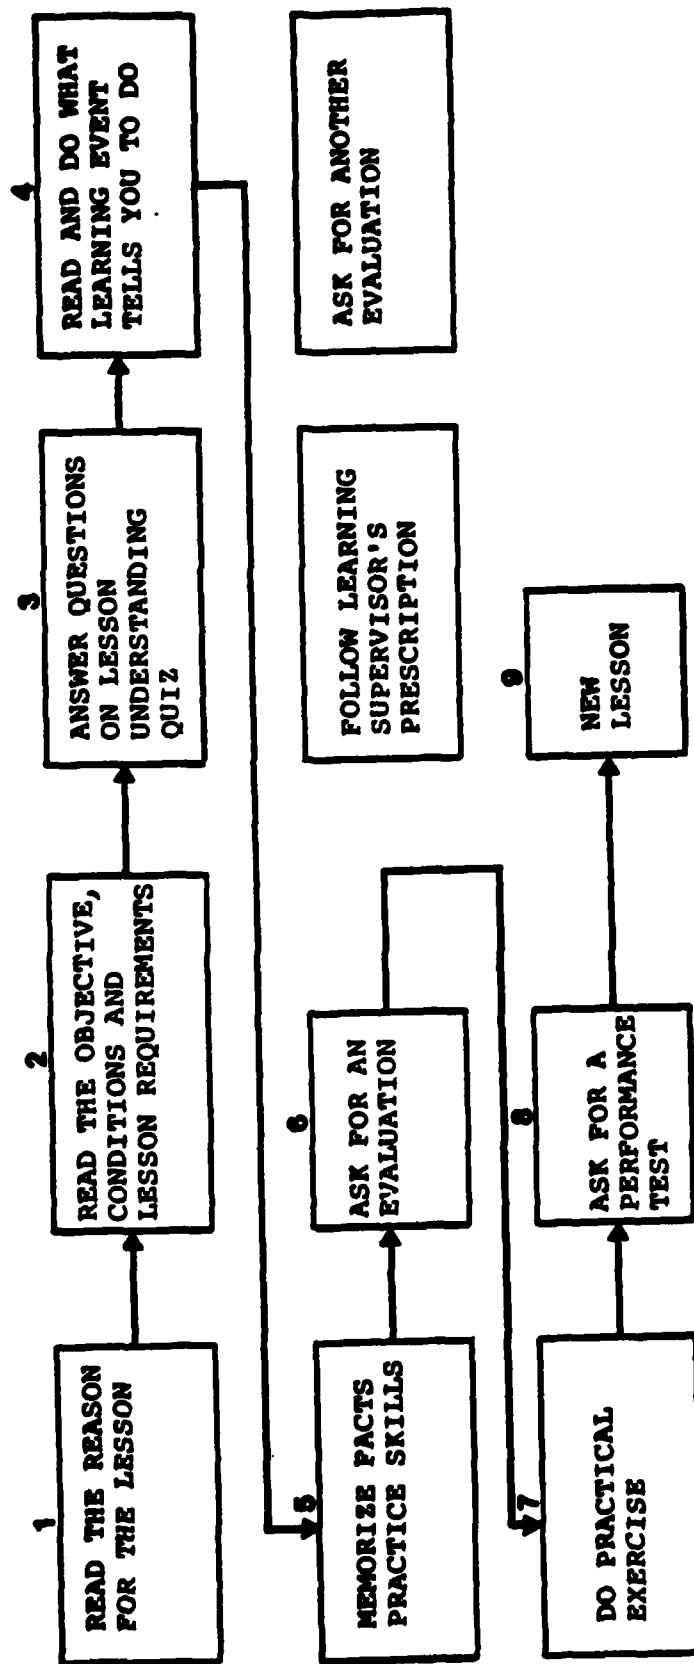 1
READ THE REASON
FOR THE LESSON
2
READ THE OBJECTIVE,
CONDITIONS AND
LESSON REQUIREMENTS
3
ANSWER QUESTIONS
ON LESSON
UNDERSTANDING
QUIZ
4
READ AND DO WHAT
LEARNING EVENT
TELLS YOU TO DO
5
MEMORIZE FACTS
PRACTICE SKILLS
6
ASK FOR AN
EVALUATION
FOLLOW LEARNING
SUPERVISOR'S
PRESCRIPTION
ASK FOR ANOTHER
EVALUATION
7
DO PRACTICAL
EXERCISE
8
ASK FOR A
PERFORMANCE
TEST
9
NEW
LESSON